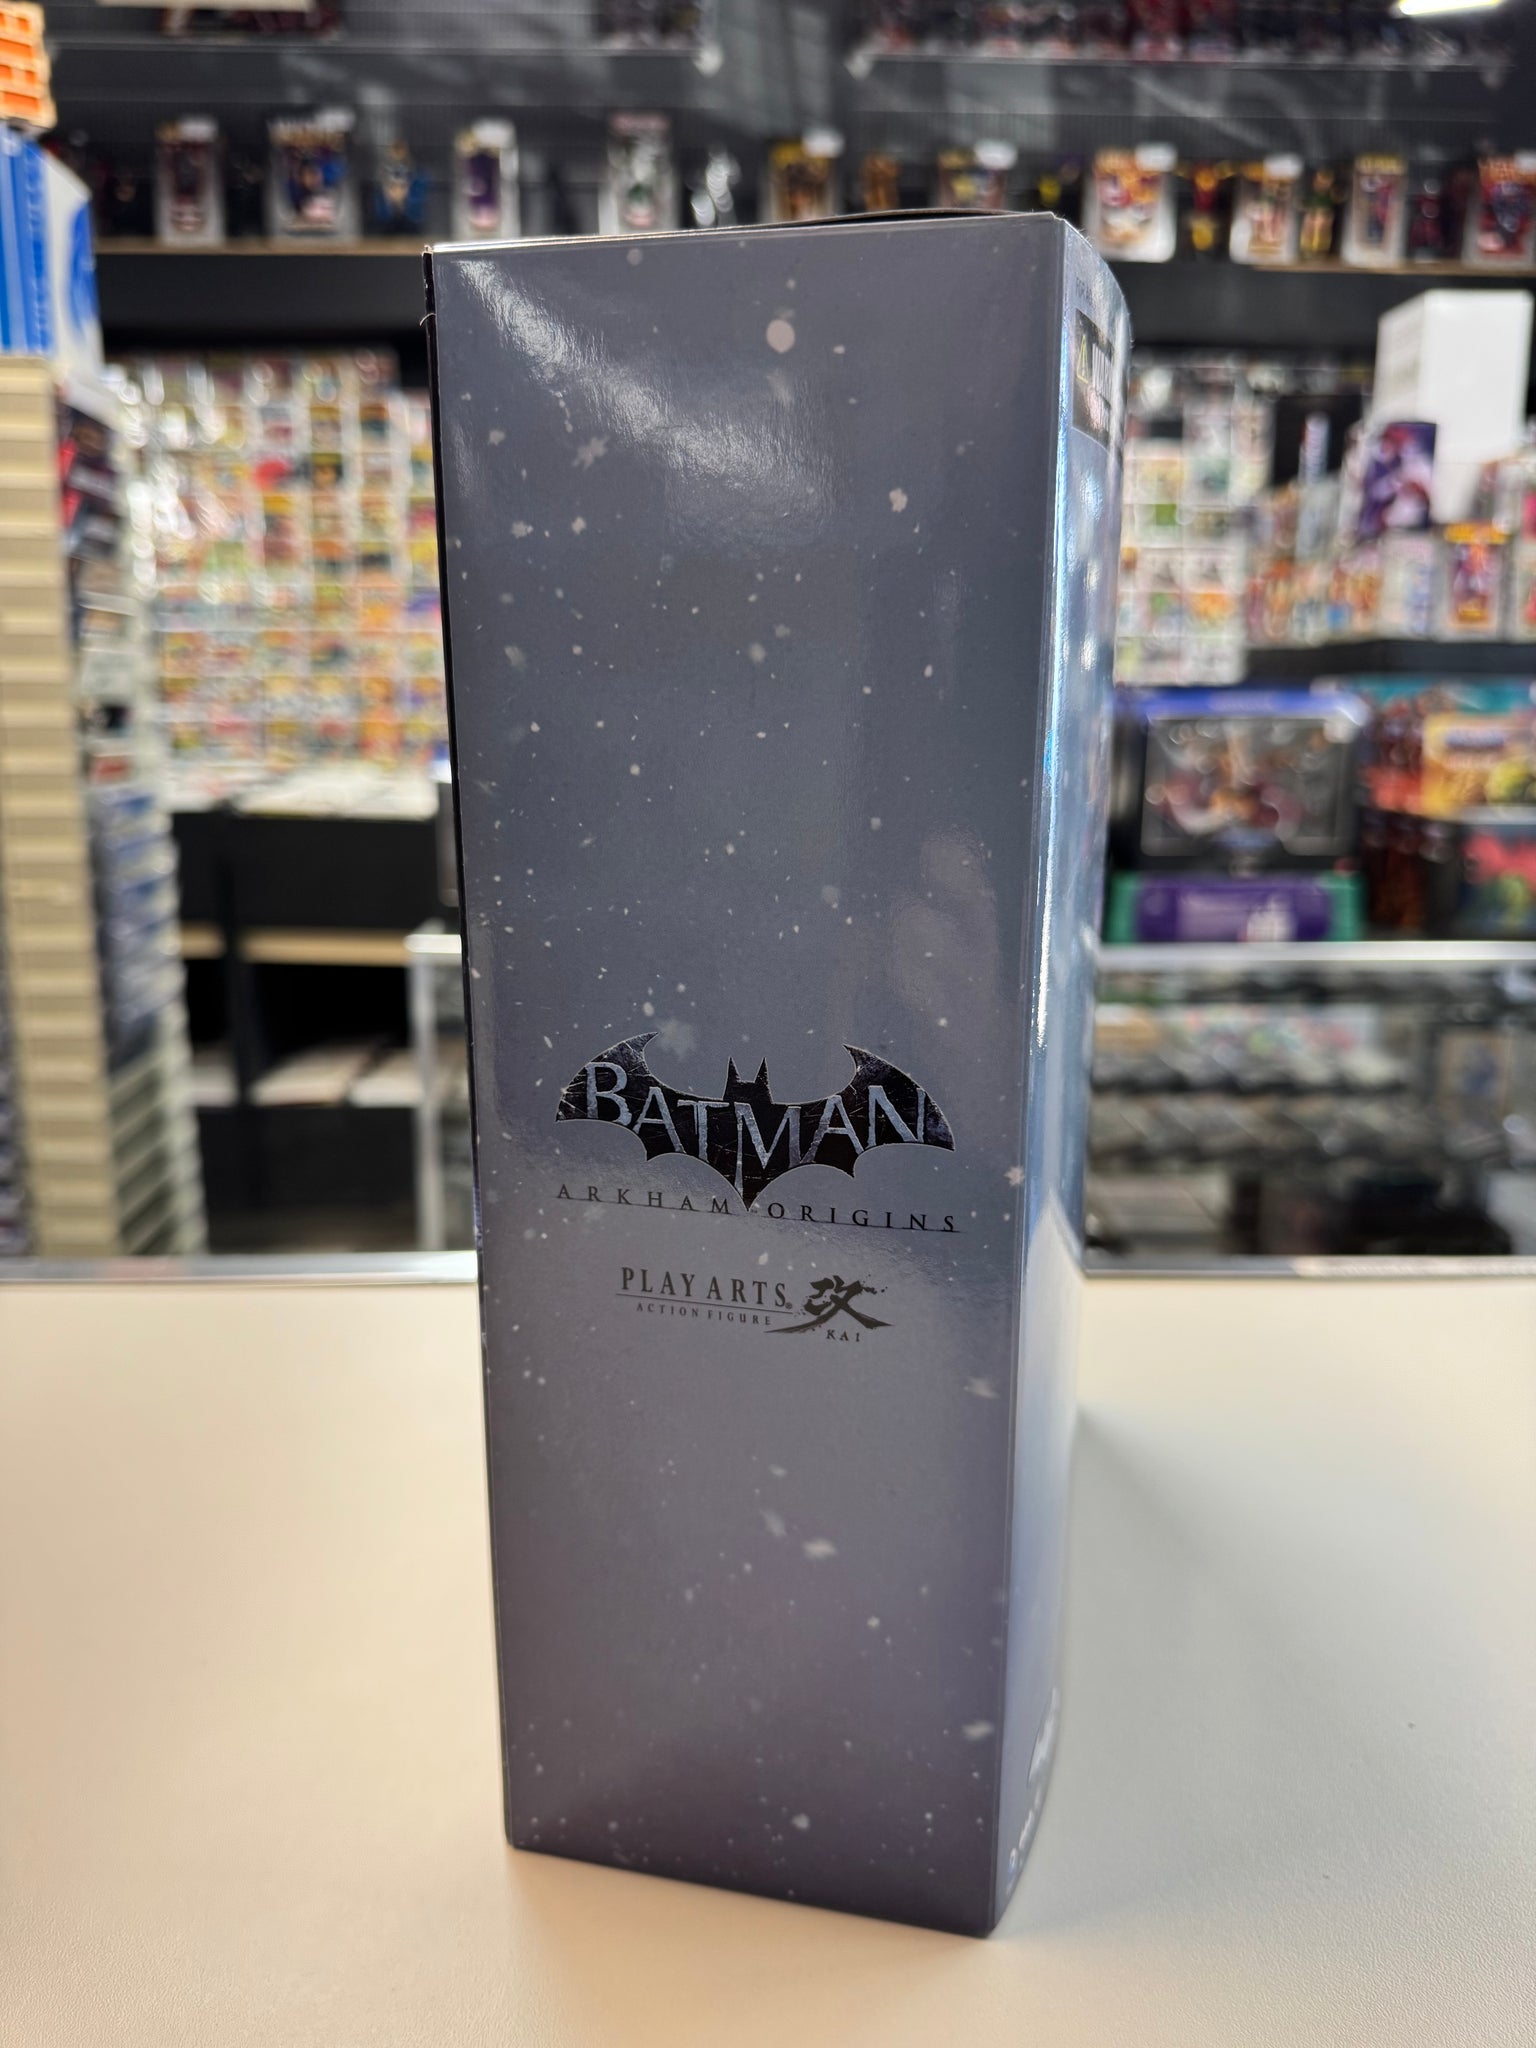 BATMAN
ARKHAM ORIGINS
PLAY ARTS® 改
ACTION FIGURE
KAI